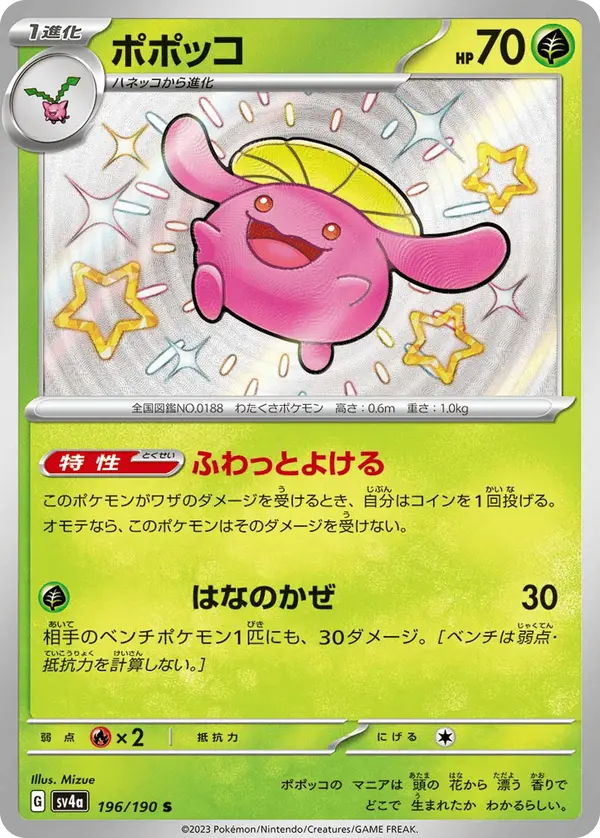 1進化
ポポッコ
HP70
ハネッコから進化
全国図鑑NO.0188 わたくさポケモン 高さ:0.6m 重さ:1.0kg
特性 とくせい ふわっとよける
このポケモンがワザのダメージを受けるとき、自分はコインを1回投げる。
オモテなら、このポケモンはそのダメージを受けない。
はなのかぜ 30
相手のベンチポケモン1匹にも、30ダメージ。[ベンチは弱点・
抵抗力を計算しない。]
弱点 ×2 抵抗力 にげる
Illus. Mizue
G sv4a 196/190 S
ポポッコの マニアは 頭の 花から 漂う 香りで
どこで 生まれたか わかるという。
©2023 Pokémon/Nintendo/Creatures/GAME FREAK.